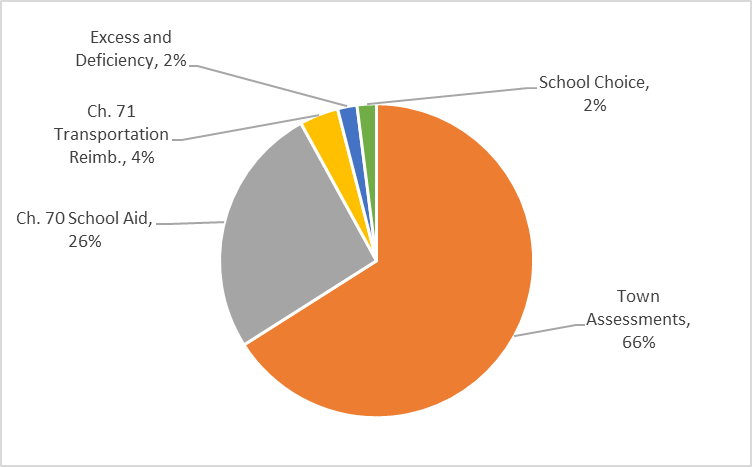 Excess and
Deficiency, 2%
School Choice,
2%
Ch. 71
Transportation
Reimb., 4%
Ch. 70 School Aid,
26%
Town
Assessments,
66%